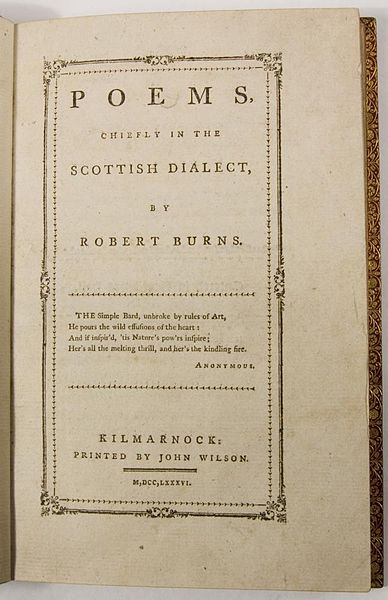 POEMS,
CHIEFLY IN THE
SCOTTISH DIALECT,
BY
ROBERT BURNS.
THE Simple Bard, unbroke by rules of Art,
He pours the wild effusions of the heart:
And if inſpir'd, 'tis Nature's pow'rs inſpire;
Her's all the melting thrill, and her's the kindling fire.
ANONYMOUS.
KILMARNOCK:
PRINTED BY JOHN WILSON.
M,DCC,LXXXVI.